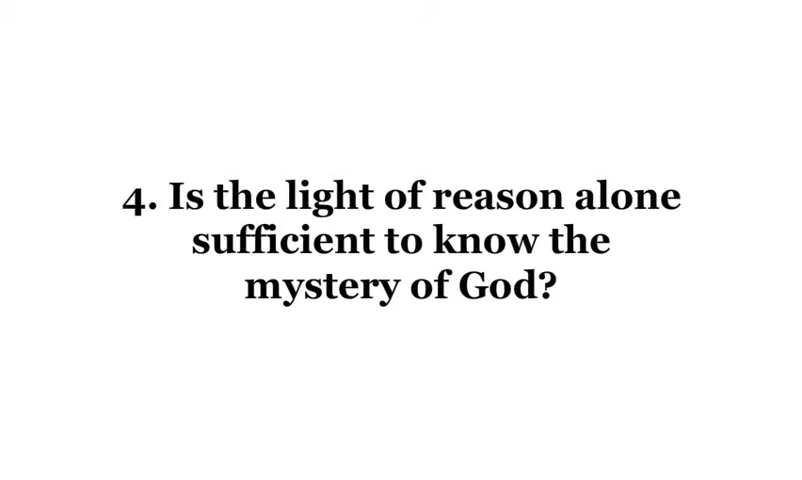 4. Is the light of reason alone
sufficient to know the
mystery of God?